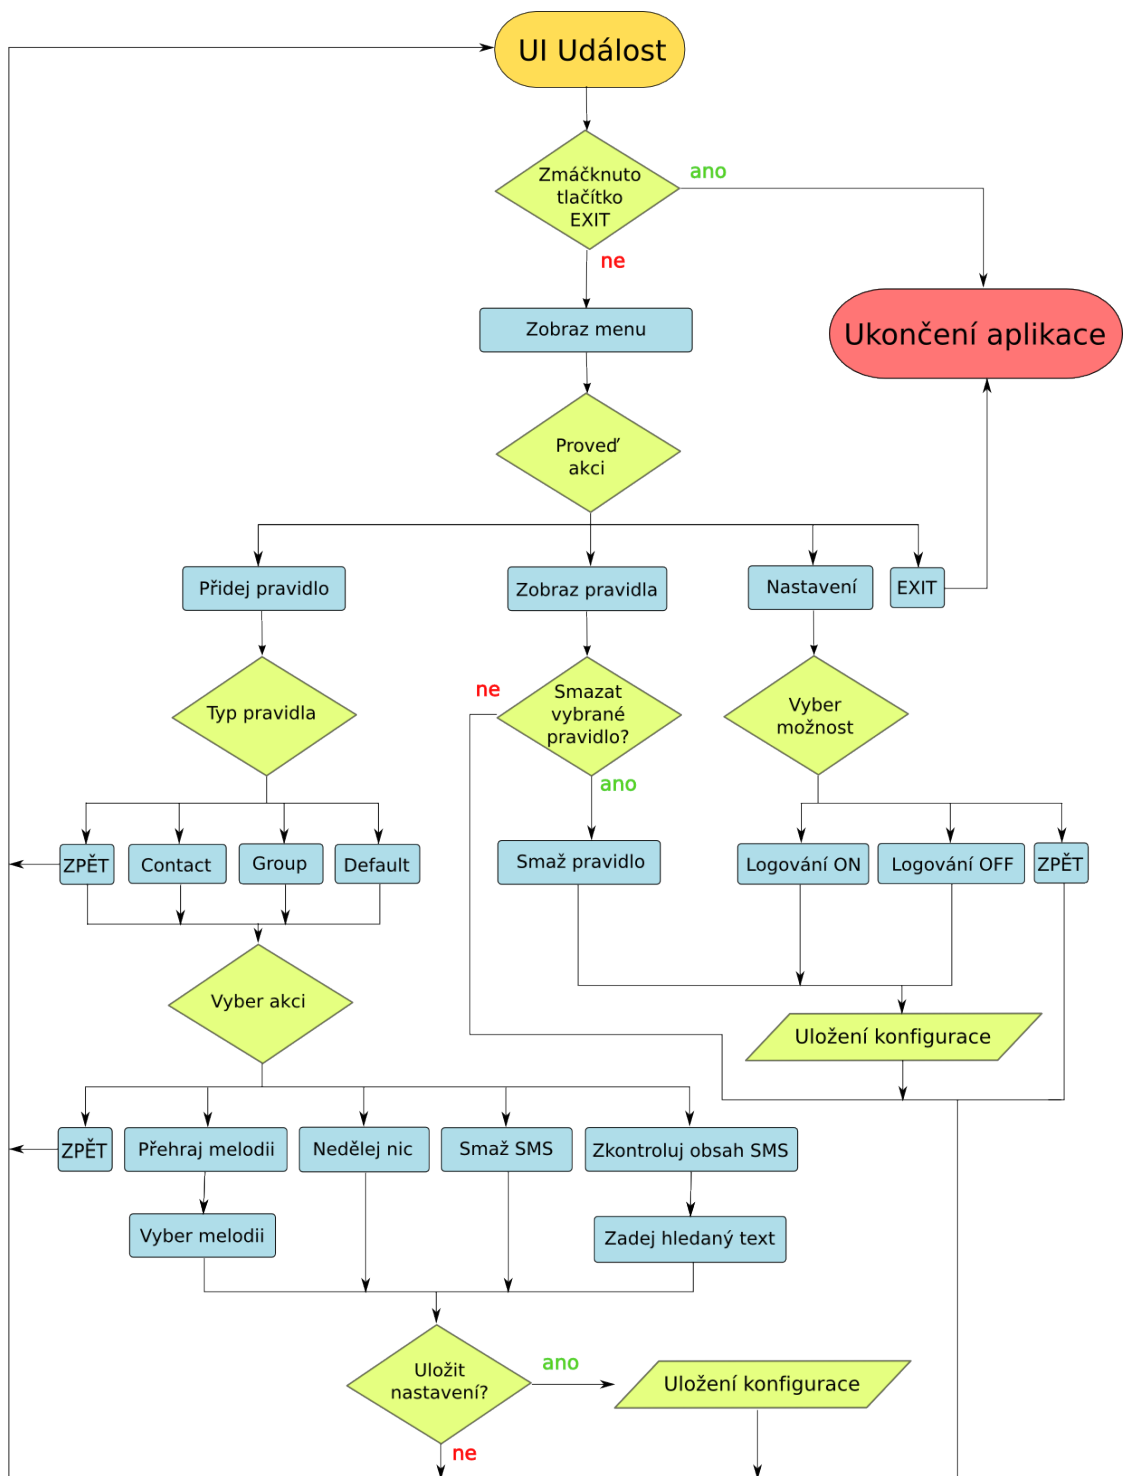 UI Událost
Zmáčknuto
tlačítko
EXIT
ano
ne
Zobraz menu
Ukončení aplikace
Proveď
akci
Přidej pravidlo
Zobraz pravidla
Nastavení
EXIT
Typ pravidla
ne
Smazat
vybrané
pravidlo?
ano
Vyber
možnost
ZPĚT
Contact
Group
Default
Smaž pravidlo
Logování ON
Logování OFF
ZPĚT
Vyber akci
Uložení konfigurace
ZPĚT
Přehraj melodii
Nedělej nic
Smaž SMS
Zkontroluj obsah SMS
Vyber melodii
Zadej hledaný text
Uložit
nastavení?
ano
Uložení konfigurace
ne